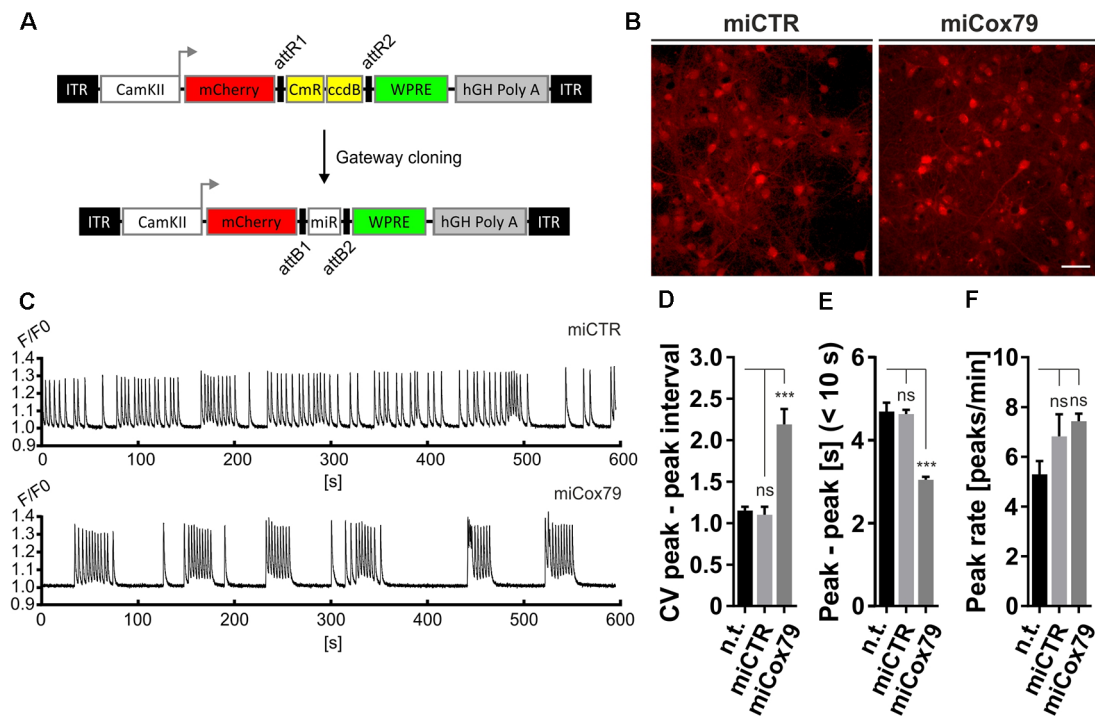 A
attR1
attR2
ITR CamKII mCherry CmR ccdB WPRE hGH Poly A ITR
Gateway cloning
ITR CamKII mCherry miR WPRE hGH Poly A ITR
attB1
attB2
B
miCTR miCox79
C
F/F0
miCTR
1.4
1.3
1.2
1.1
1.0
0.9
0 100 200 300 400 500 600
[s]
F/F0
miCox79
1.4
1.3
1.2
1.1
1.0
0.9
0 100 200 300 400 500 600
[s]
D
CV peak - peak interval
3.0
2.5
2.0
1.5
1.0
0.5
0
***
ns
n.t.
miCTR
miCox79
E
Peak - peak [s] (< 10 s)
6
4
2
0
ns
***
n.t.
miCTR
miCox79
F
Peak rate [peaks/min]
10
8
6
4
2
0
ns ns
n.t.
miCTR
miCox79